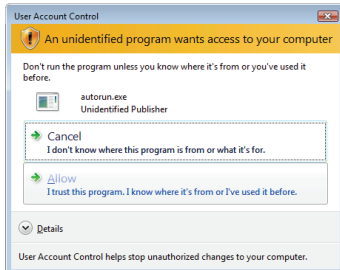 User Account Control
An unidentified program wants access to your computer
Don't run the program unless you know where it's from or you've used it
before.
autorun.exe
Unidentified Publisher
Cancel
I don't know where this program is from or what it's for.
Allow
I trust this program. I know where it's from or I've used it before.
Details
User Account Control helps stop unauthorized changes to your computer.